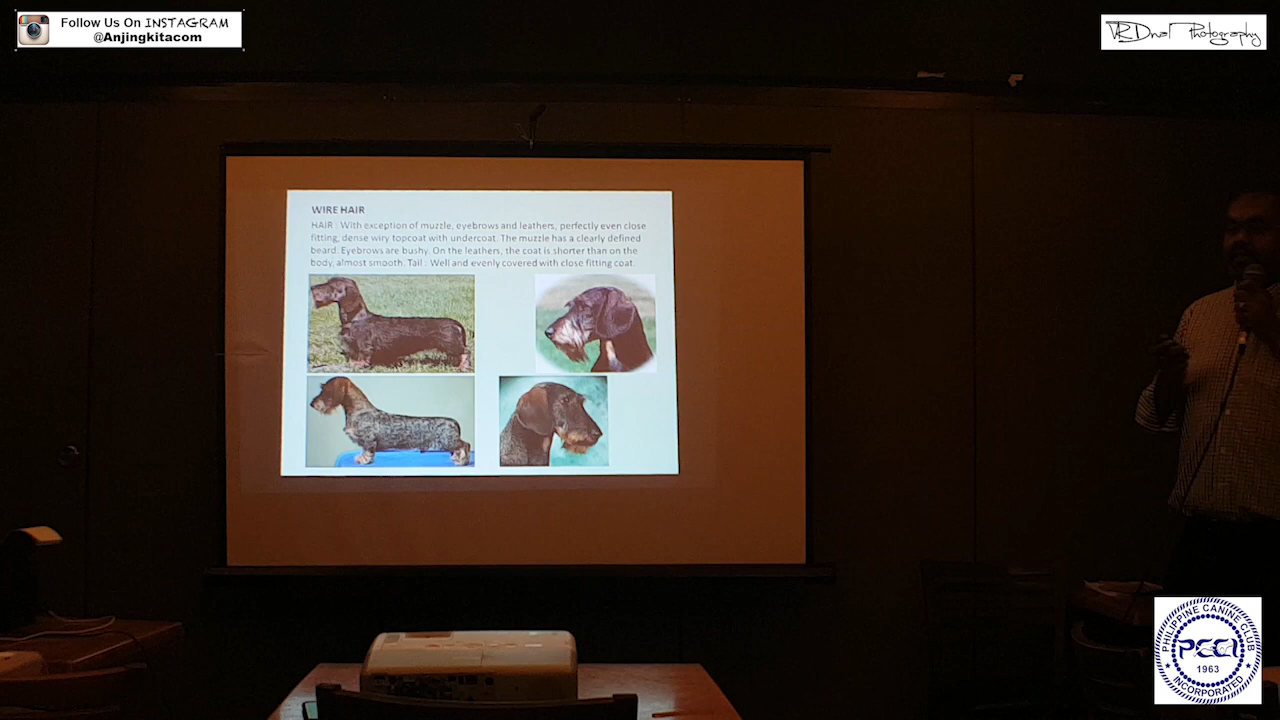 Follow Us On INSTAGRAM
@Anjingkitacom
VRDwal Photography
WIRE HAIR
HAIR : With exception of muzzle, eyebrows and leathers, perfectly even close
fitting, dense wiry topcoat with undercoat. The muzzle has a clearly defined
beard. Eyebrows are bushy. On the leathers, the coat is shorter than on the
body, almost smooth. Tail : Well and evenly covered with close fitting coat.
PHILIPPINE CANINE CLUB
PCCI
1963
INCORPORATED